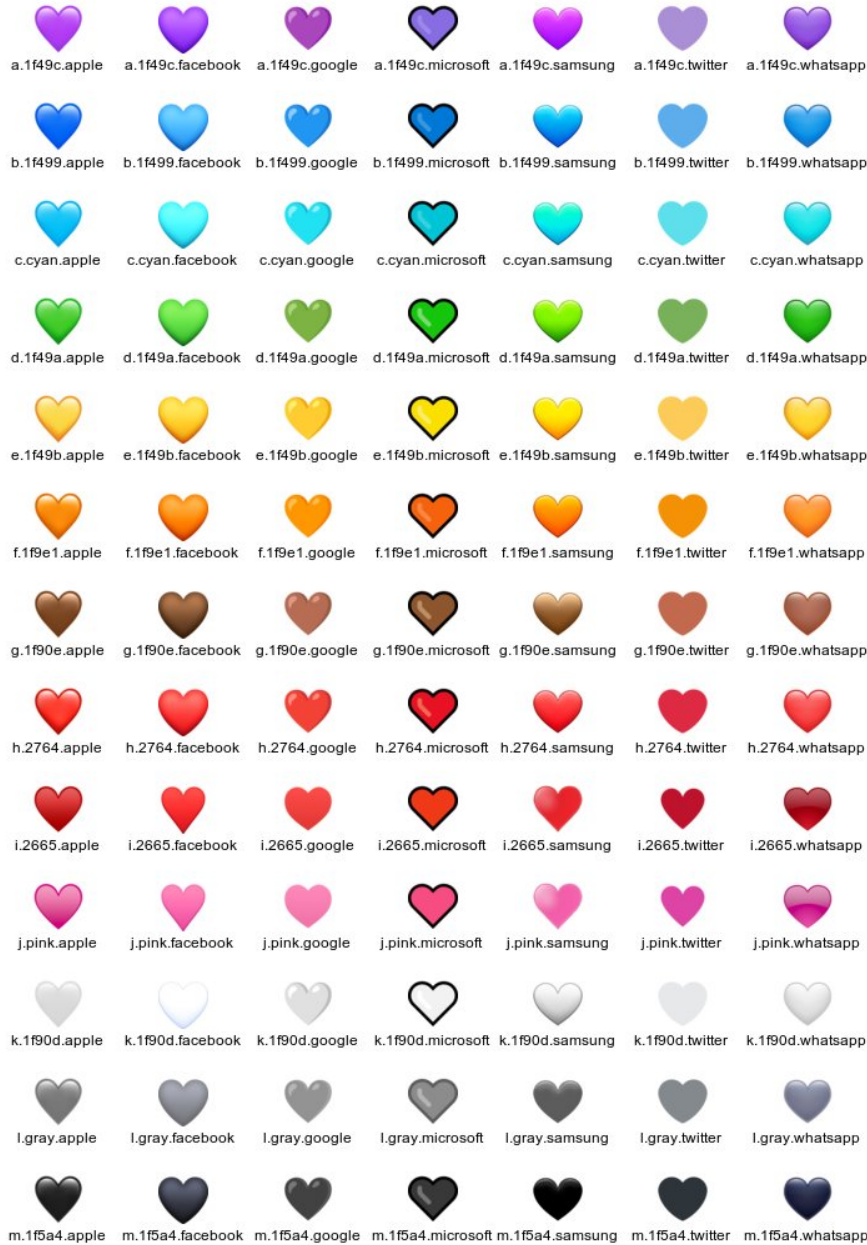 a.1f49c.apple a.1f49c.facebook a.1f49c.google a.1f49c.microsoft a.1f49c.samsung a.1f49c.twitter a.1f49c.whatsapp
b.1f499.apple b.1f499.facebook b.1f499.google b.1f499.microsoft b.1f499.samsung b.1f499.twitter b.1f499.whatsapp
c.cyan.apple c.cyan.facebook c.cyan.google c.cyan.microsoft c.cyan.samsung c.cyan.twitter c.cyan.whatsapp
d.1f49a.apple d.1f49a.facebook d.1f49a.google d.1f49a.microsoft d.1f49a.samsung d.1f49a.twitter d.1f49a.whatsapp
e.1f49b.apple e.1f49b.facebook e.1f49b.google e.1f49b.microsoft e.1f49b.samsung e.1f49b.twitter e.1f49b.whatsapp
f.1f9e1.apple f.1f9e1.facebook f.1f9e1.google f.1f9e1.microsoft f.1f9e1.samsung f.1f9e1.twitter f.1f9e1.whatsapp
g.1f90e.apple g.1f90e.facebook g.1f90e.google g.1f90e.microsoft g.1f90e.samsung g.1f90e.twitter g.1f90e.whatsapp
h.2764.apple h.2764.facebook h.2764.google h.2764.microsoft h.2764.samsung h.2764.twitter h.2764.whatsapp
i.2665.apple i.2665.facebook i.2665.google i.2665.microsoft i.2665.samsung i.2665.twitter i.2665.whatsapp
j.pink.apple j.pink.facebook j.pink.google j.pink.microsoft j.pink.samsung j.pink.twitter j.pink.whatsapp
k.1f90d.apple k.1f90d.facebook k.1f90d.google k.1f90d.microsoft k.1f90d.samsung k.1f90d.twitter k.1f90d.whatsapp
l.gray.apple l.gray.facebook l.gray.google l.gray.microsoft l.gray.samsung l.gray.twitter l.gray.whatsapp
m.1f5a4.apple m.1f5a4.facebook m.1f5a4.google m.1f5a4.microsoft m.1f5a4.samsung m.1f5a4.twitter m.1f5a4.whatsapp